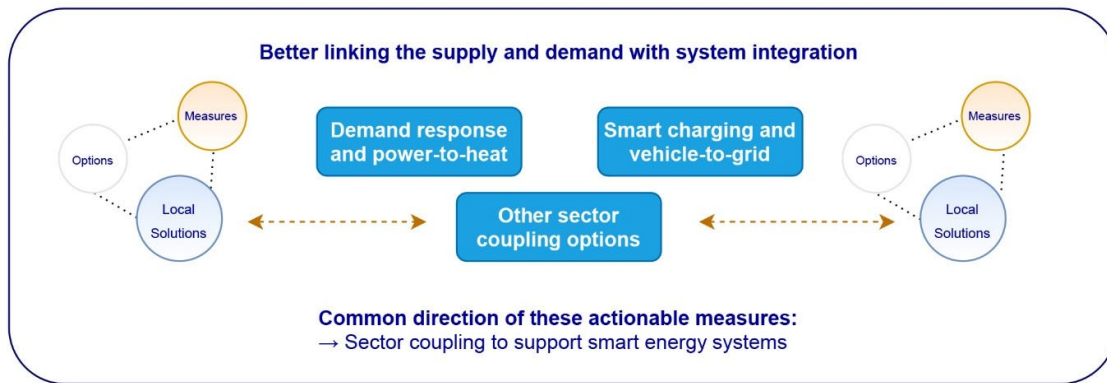 Better linking the supply and demand with system integration
Measures
Options
Local
Solutions
Demand response
and power-to-heat
Smart charging and
vehicle-to-grid
Other sector
coupling options
Measures
Options
Local
Solutions
Common direction of these actionable measures:
→ Sector coupling to support smart energy systems